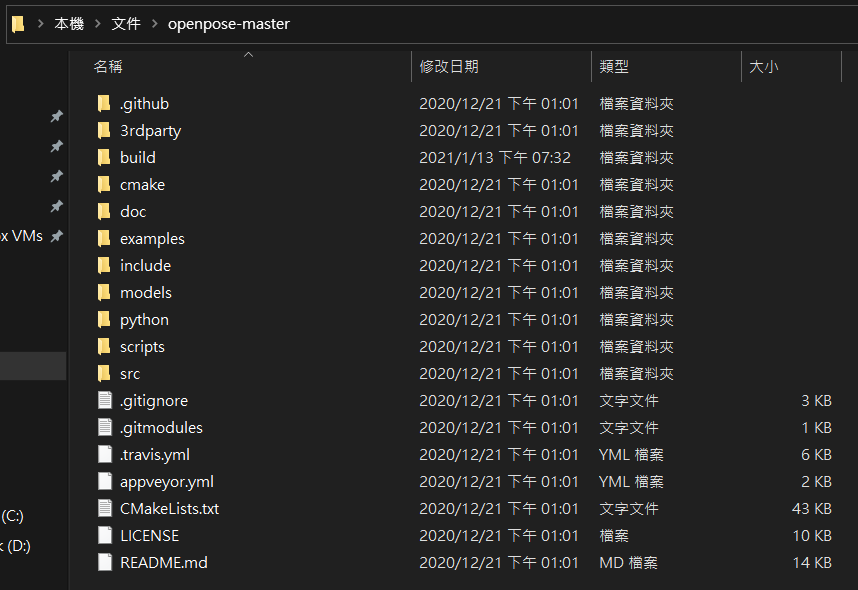 本機 > 文件 > openpose-master
名稱 修改日期 類型 大小
.github 2020/12/21 下午 01:01 檔案資料夾
3rdparty 2020/12/21 下午 01:01 檔案資料夾
build 2021/1/13 下午 07:32 檔案資料夾
cmake 2020/12/21 下午 01:01 檔案資料夾
doc 2020/12/21 下午 01:01 檔案資料夾
ox VMs
examples 2020/12/21 下午 01:01 檔案資料夾
include 2020/12/21 下午 01:01 檔案資料夾
models 2020/12/21 下午 01:01 檔案資料夾
python 2020/12/21 下午 01:01 檔案資料夾
scripts 2020/12/21 下午 01:01 檔案資料夾
src 2020/12/21 下午 01:01 檔案資料夾
.gitignore 2020/12/21 下午 01:01 文字文件 3 KB
.gitmodules 2020/12/21 下午 01:01 文字文件 1 KB
.travis.yml 2020/12/21 下午 01:01 YML 檔案 6 KB
appveyor.yml 2020/12/21 下午 01:01 YML 檔案 2 KB
CMakeLists.txt 2020/12/21 下午 01:01 文字文件 43 KB
(C:)
LICENSE 2020/12/21 下午 01:01 檔案 10 KB
(D:)
README.md 2020/12/21 下午 01:01 MD 檔案 14 KB